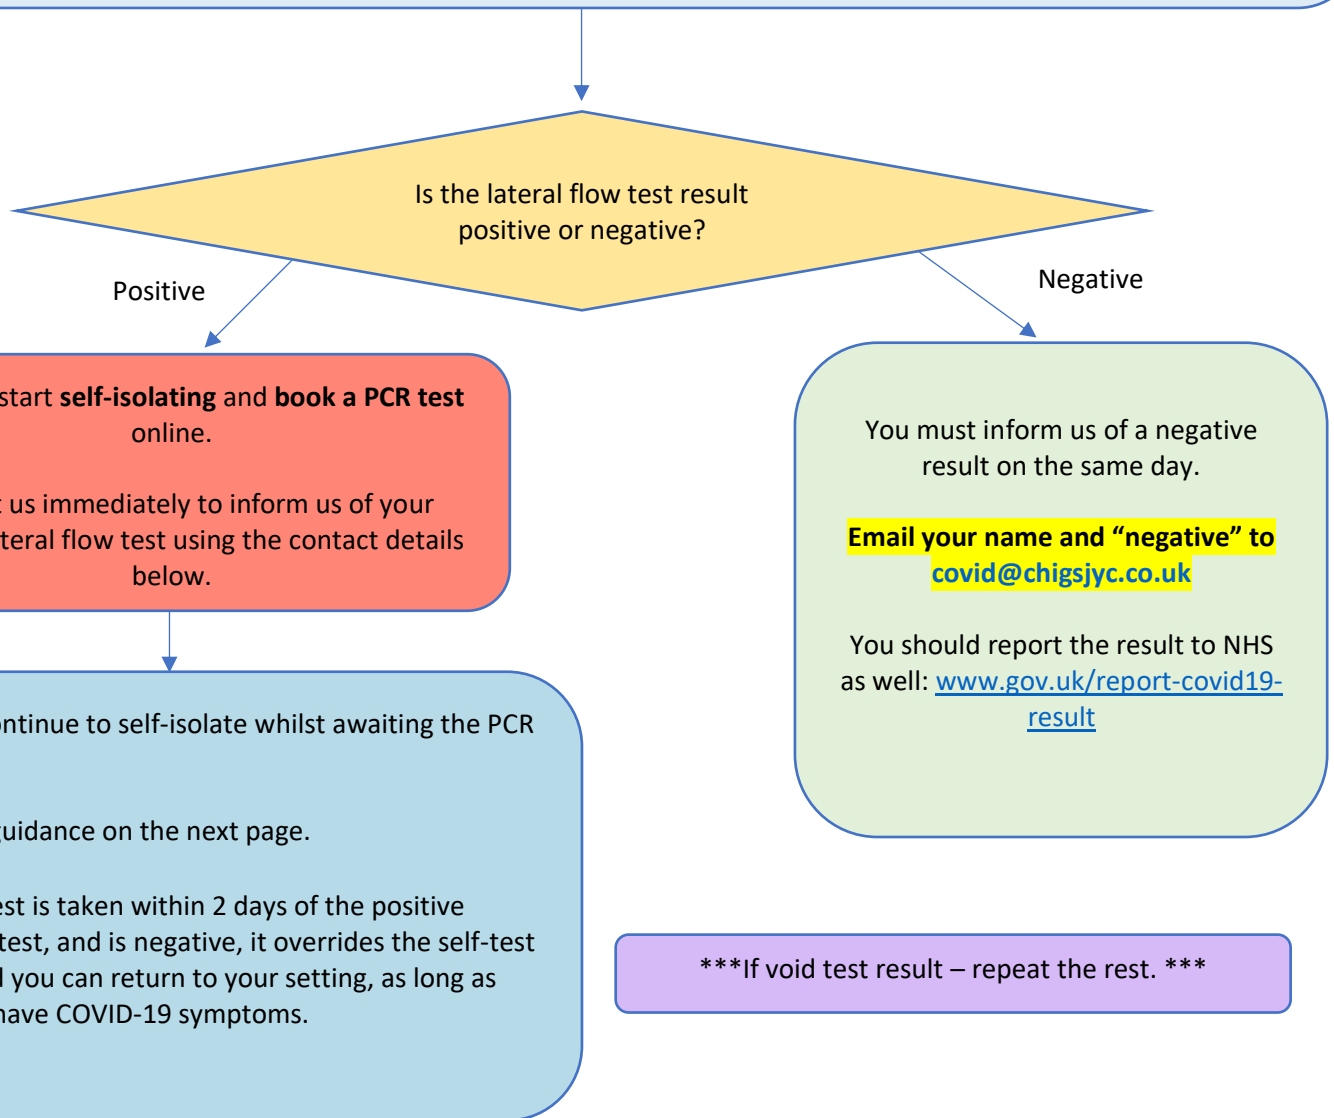 Is the lateral flow test result
positive or negative?
Positive
Negative
start self-isolating and book a PCR test
online.
us immediately to inform us of your
lateral flow test using the contact details
below.
You must inform us of a negative
result on the same day.
Email your name and “negative” to
covid@chigsjyc.co.uk
You should report the result to NHS
as well: www.gov.uk/report-covid19-
result
continue to self-isolate whilst awaiting the PCR
guidance on the next page.
test is taken within 2 days of the positive
test, and is negative, it overrides the self-test
you can return to your setting, as long as
have COVID-19 symptoms.
***If void test result – repeat the rest. ***